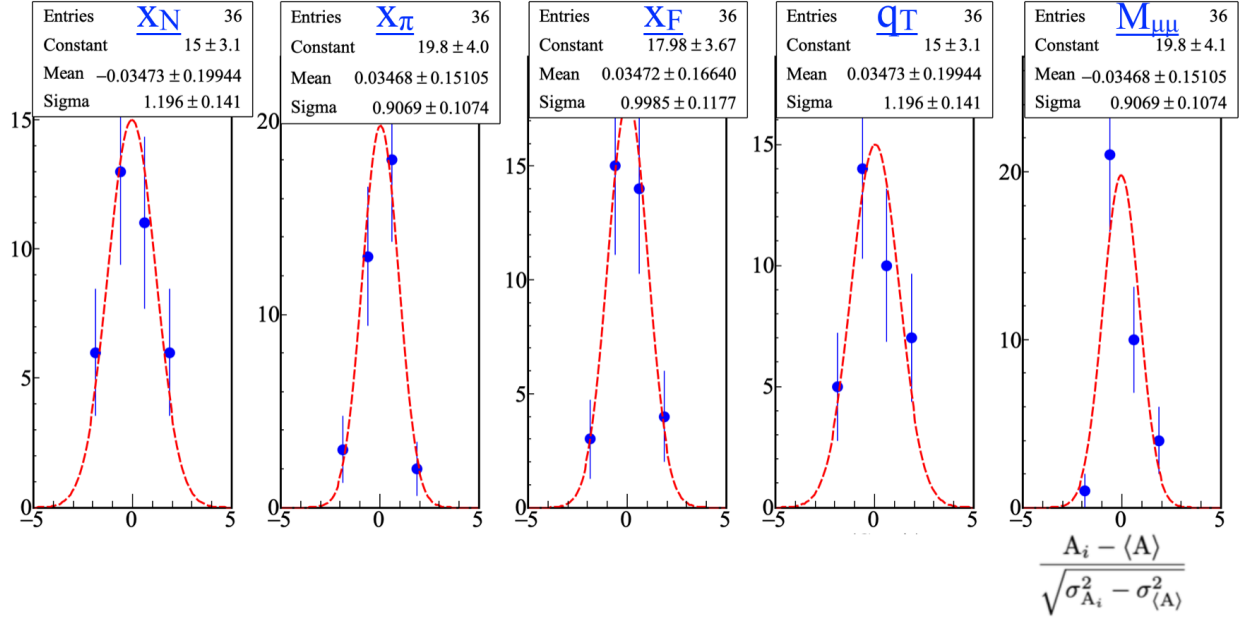 x_N
Entries 36
Constant 15 ± 3.1
Mean −0.03473 ± 0.19944
Sigma 1.196 ± 0.141
15
10
5
0
−5 0 5
x_π
Entries 36
Constant 19.8 ± 4.0
Mean 0.03468 ± 0.15105
Sigma 0.9069 ± 0.1074
20
10
0
−5 0 5
x_F
Entries 36
Constant 17.98 ± 3.67
Mean 0.03472 ± 0.16640
Sigma 0.9985 ± 0.1177
15
10
5
0
−5 0 5
q_T
Entries 36
Constant 15 ± 3.1
Mean 0.03473 ± 0.19944
Sigma 1.196 ± 0.141
15
10
5
0
−5 0 5
M_μμ
Entries 36
Constant 19.8 ± 4.1
Mean −0.03468 ± 0.15105
Sigma 0.9069 ± 0.1074
20
10
0
−5 0 5
A_i − ⟨A⟩
√σ²_{A_i} − σ²_{⟨A⟩}